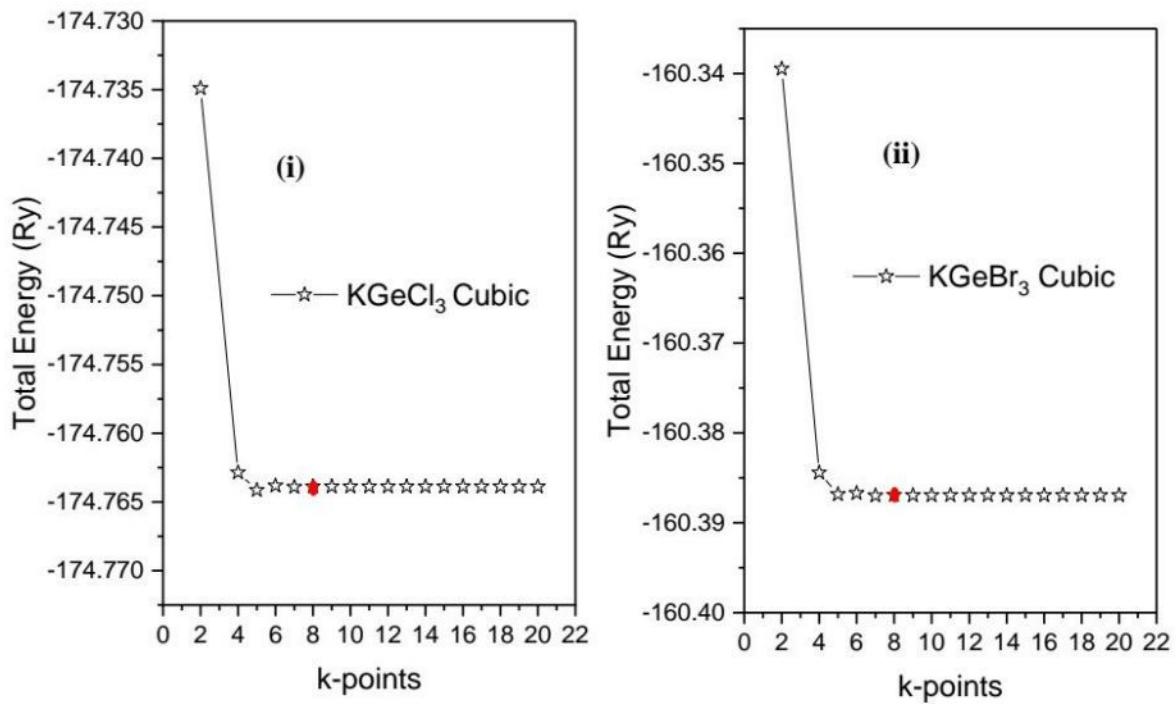 -174.730
-174.735
-174.740
-174.745
-174.750
-174.755
-174.760
-174.765
-174.770
Total Energy (Ry)
(i)
KGeCl₃ Cubic
0 2 4 6 8 10 12 14 16 18 20 22
k-points
-160.34
-160.35
-160.36
-160.37
-160.38
-160.39
-160.40
Total Energy (Ry)
(ii)
KGeBr₃ Cubic
0 2 4 6 8 10 12 14 16 18 20 22
k-points